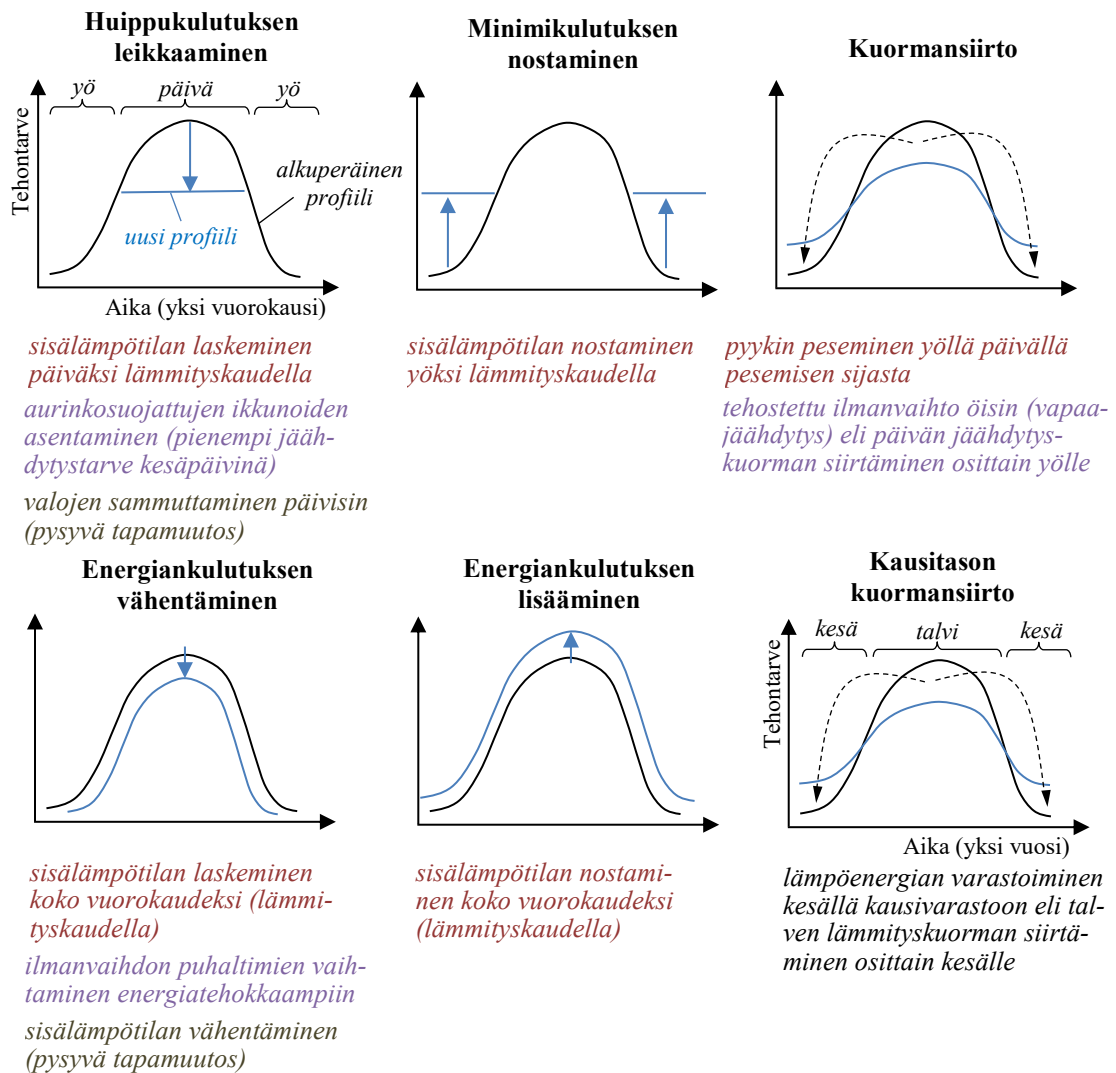 Huippukulutuksen
leikkaaminen
yö
päivä
yö
Tehontarve
alkuperäinen
profiili
uusi profiili
Aika (yksi vuorokausi)
sisälämpötilan laskeminen
päiväksi lämmityskaudella
aurinkosuojattujen ikkunoiden
asentaminen (pienempi jääh-
dytystarve kesäpäivinä)
valojen sammuttaminen päivisin
(pysyvä tapamuutos)
Minimikulutuksen
nostaminen
sisälämpötilan nostaminen
yöksi lämmityskaudella
Kuormansiirto
pyykin peseminen yöllä päivällä
pesemisen sijasta
tehostettu ilmanvaihto öisin (vapaa-
jäähdytys) eli päivän jäähdytys-
kuorman siirtäminen osittain yölle
Energiankulutuksen
vähentäminen
sisälämpötilan laskeminen
koko vuorokaudeksi (lämmi-
tyskaudella)
ilmanvaihdon puhaltimien vaih-
taminen energiatehokkaampiin
sisälämpötilan vähentäminen
(pysyvä tapamuutos)
Energiankulutuksen
lisääminen
sisälämpötilan nostami-
nen koko vuorokaudeksi
(lämmityskaudella)
Kausitason
kuormansiirto
kesä
talvi
kesä
Tehontarve
Aika (yksi vuosi)
lämpöenergian varastoiminen
kesällä kausivarastoon eli tal-
ven lämmityskuorman siirtä-
minen osittain kesälle